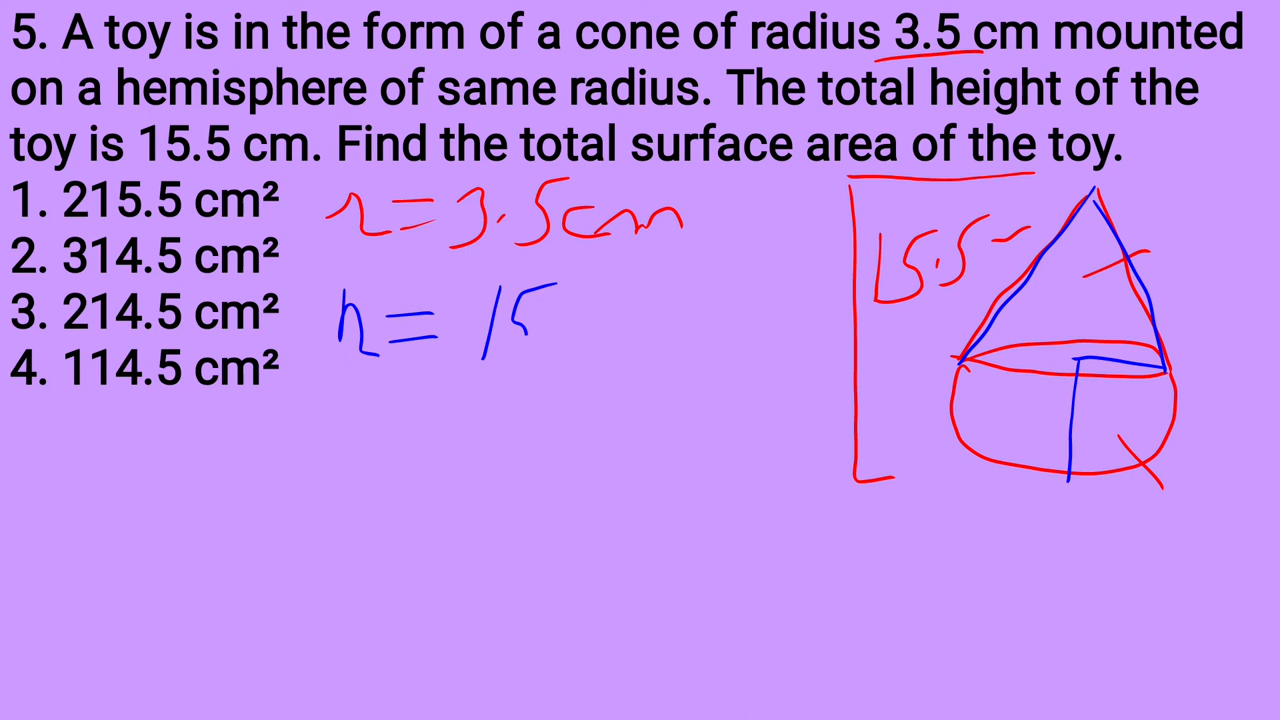 5. A toy is in the form of a cone of radius 3.5 cm mounted
on a hemisphere of same radius. The total height of the
toy is 15.5 cm. Find the total surface area of the toy.
1. 215.5 cm²
2. 314.5 cm²
3. 214.5 cm²
4. 114.5 cm²
r = 3.5cm
h = 15
15.5